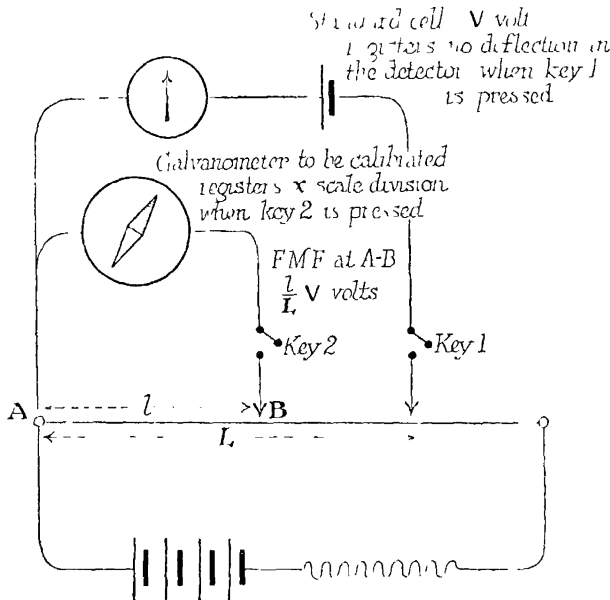 cell V volt
no deflection in
the detector when key 1
is pressed
Galvanometer to be calibrated
registers x scale division
when key 2 is pressed
EMF at A-B
l/L V volts
Key 2
Key 1
A
l
B
L